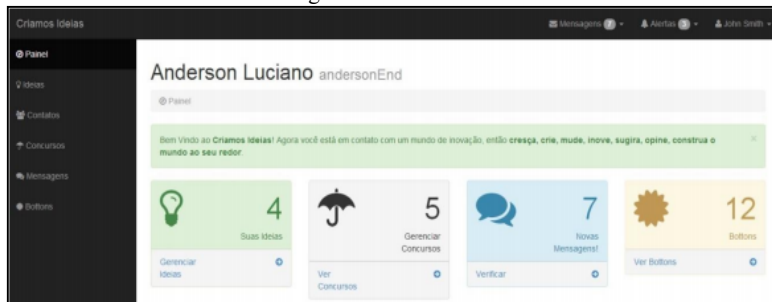 Criamos Ideias
Mensagens 7
Alertas 3
John Smith
Painel
Ideias
Contatos
Concursos
Mensagens
Bottons
Anderson Luciano andersonEnd
Painel
Bem Vindo ao Criamos Ideias! Agora você está em contato com um mundo de inovação, então cresça, crie, mude, inove, sugira, opine, construa o
mundo ao seu redor.
×
4
Suas Ideias
Gerenciar
Ideias
5
Gerenciar
Concursos
Ver
Concursos
7
Novas
Mensagens!
Verificar
12
Bottons
Ver Bottons